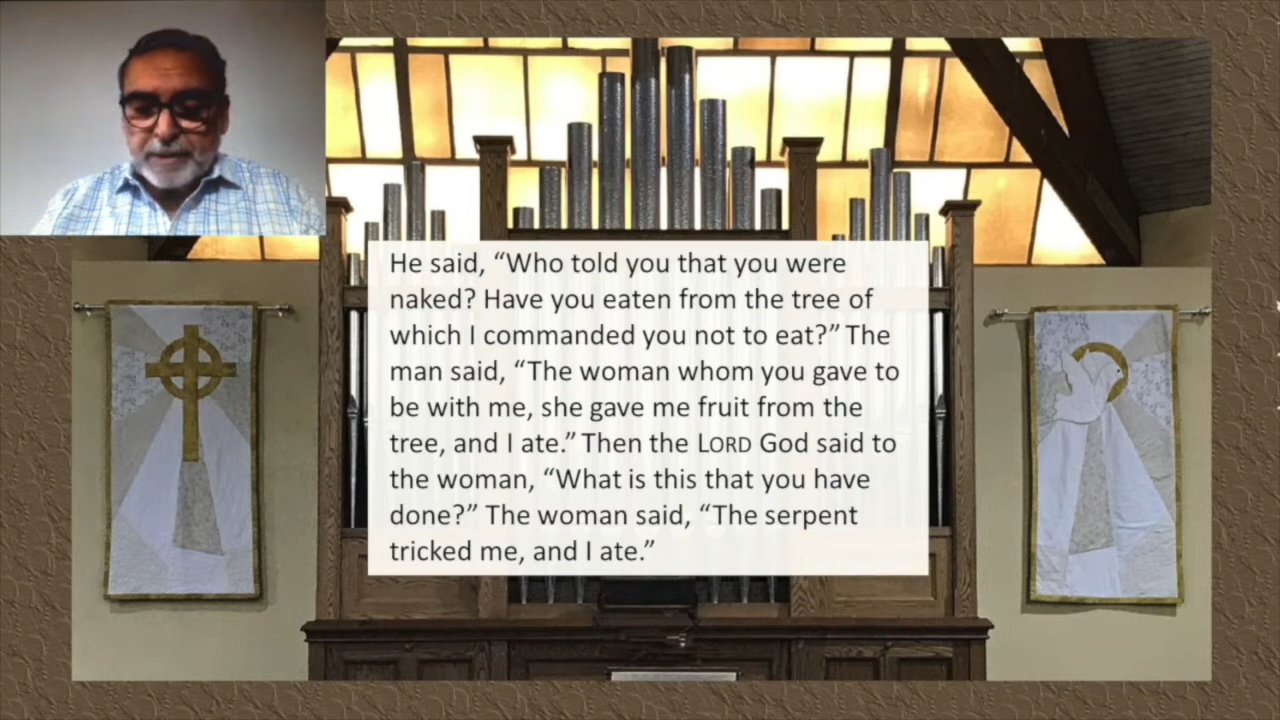 He said, “Who told you that you were
naked? Have you eaten from the tree of
which I commanded you not to eat?” The
man said, “The woman whom you gave to
be with me, she gave me fruit from the
tree, and I ate.” Then the LORD God said to
the woman, “What is this that you have
done?” The woman said, “The serpent
tricked me, and I ate.”